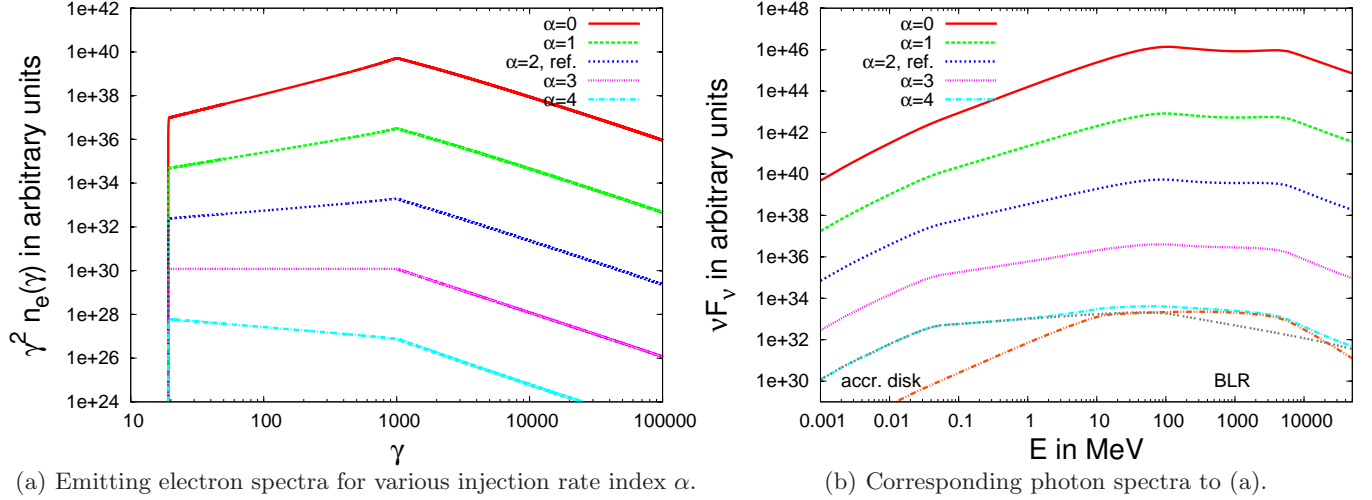 1e+40
1e+38
1e+36
1e+34
1e+32
1e+30
1e+28
1e+26
1e+24
γ² nₑ(γ) in arbitrary units
α=0
α=1
α=2, ref.
α=3
α=4
10 100 1000 10000 100000
γ
(a) Emitting electron spectra for various injection rate index α.
1e+48
1e+46
1e+44
1e+42
1e+40
1e+38
1e+36
1e+34
1e+32
1e+30
νFᵥ in arbitrary units
α=0
α=1
α=2, ref.
α=3
α=4
accr. disk BLR
0.001 0.01 0.1 1 10 100 1000 10000
E in MeV
(b) Corresponding photon spectra to (a).